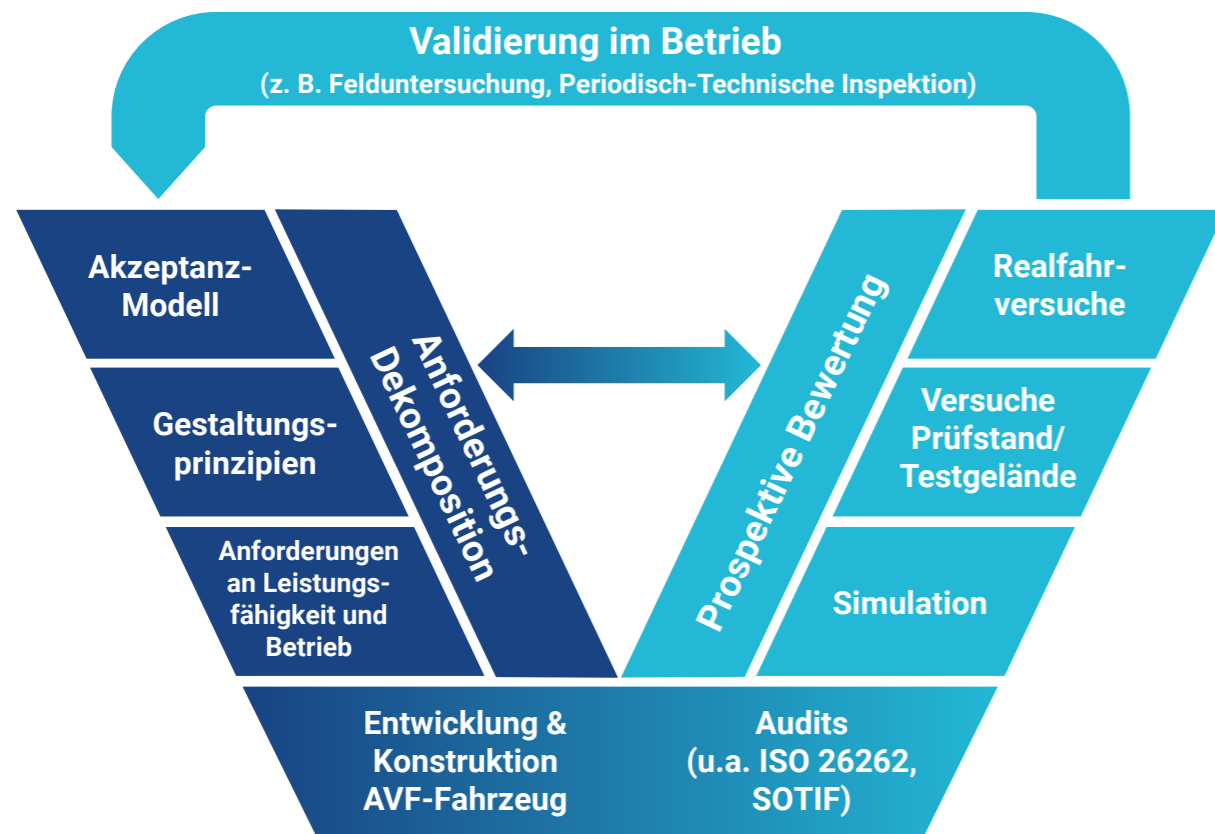 Validierung im Betrieb
(z. B. Felduntersuchung, Periodisch-Technische Inspektion)
Akzeptanz-
Modell
Gestaltungs-
prinzipien
Anforderungen
an Leistungs-
fähigkeit und
Betrieb
Anforderungs-
Dekomposition
Prospektive Bewertung
Realfahr-
versuche
Versuche
Prüfstand/
Testgelände
Simulation
Entwicklung &
Konstruktion
AVF-Fahrzeug
Audits
(u.a. ISO 26262,
SOTIF)